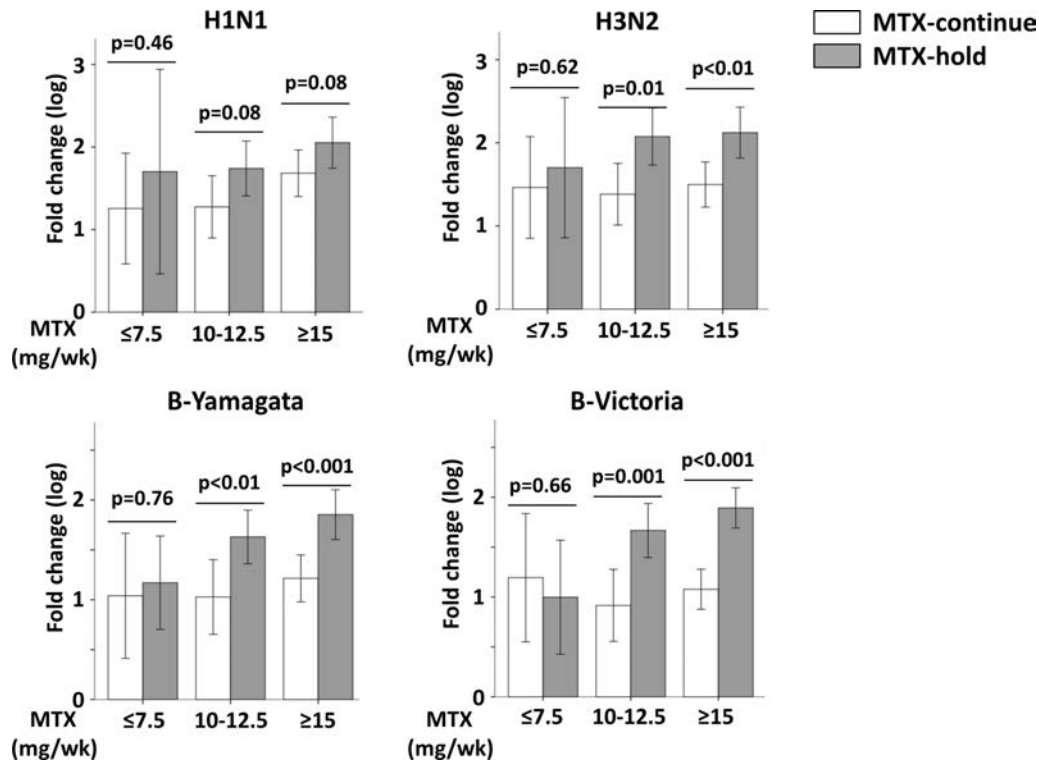 H1N1
p=0.46
p=0.08
p=0.08
Fold change (log)
3
2
1
0
MTX
(mg/wk)
≤7.5
10-12.5
≥15
H3N2
p=0.62
p=0.01
p<0.01
Fold change (log)
3
2
1
0
≤7.5
10-12.5
≥15
MTX-continue
MTX-hold
B-Yamagata
p=0.76
p<0.01
p<0.001
Fold change (log)
2
1
0
MTX
(mg/wk)
≤7.5
10-12.5
≥15
B-Victoria
p=0.66
p=0.001
p<0.001
Fold change (log)
2
1
0
MTX
(mg/wk)
≤7.5
10-12.5
≥15